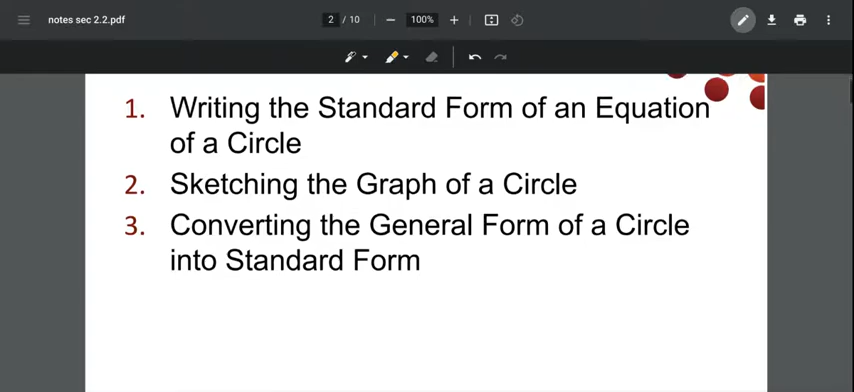 notes sec 2.2.pdf
2 / 10
100%
1. Writing the Standard Form of an Equation
of a Circle
2. Sketching the Graph of a Circle
3. Converting the General Form of a Circle
into Standard Form